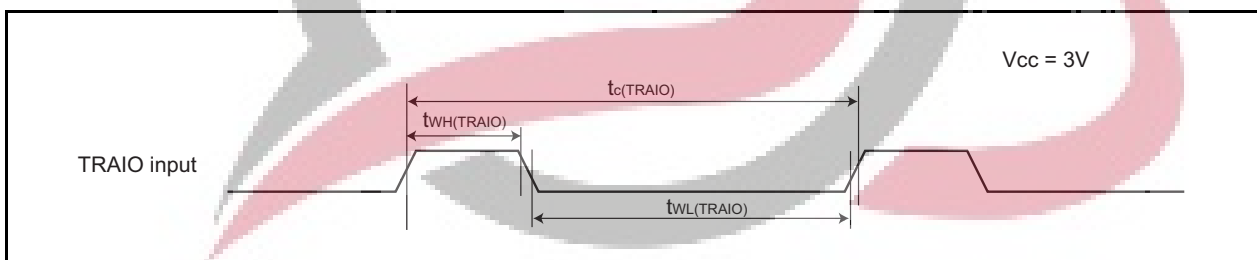 Vcc = 3V
tc(TRAIO)
tWH(TRAIO)
TRAIO input
tWL(TRAIO)